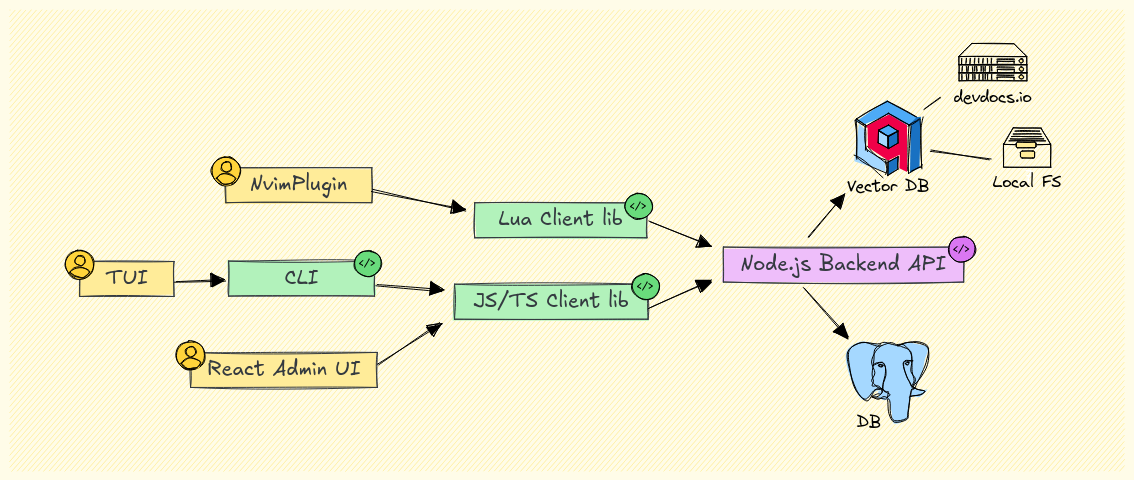 devdocs.io
Vector DB
Local FS
NvimPlugin
Lua Client lib
</>
Node.js Backend API
</>
TUI
CLI
</>
JS/TS Client lib
</>
React Admin UI
DB